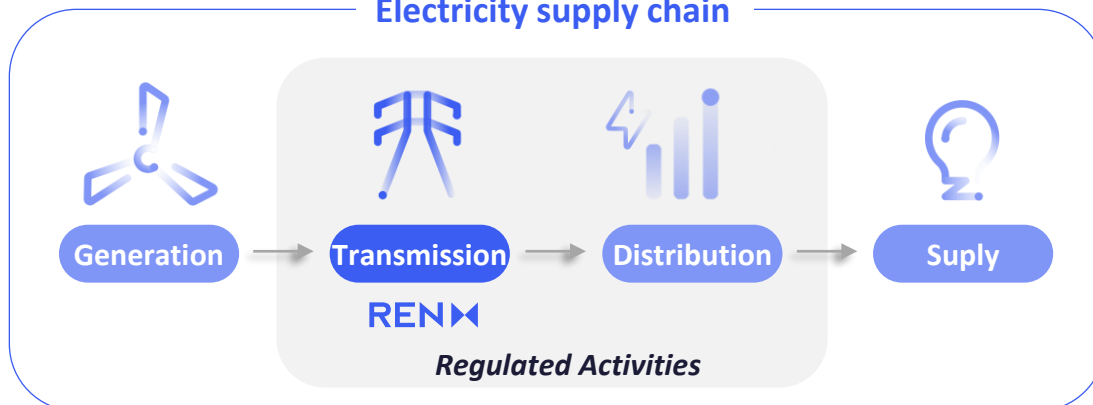 Electricity supply chain
Generation
Transmission
Distribution
Suply
REN
Regulated Activities